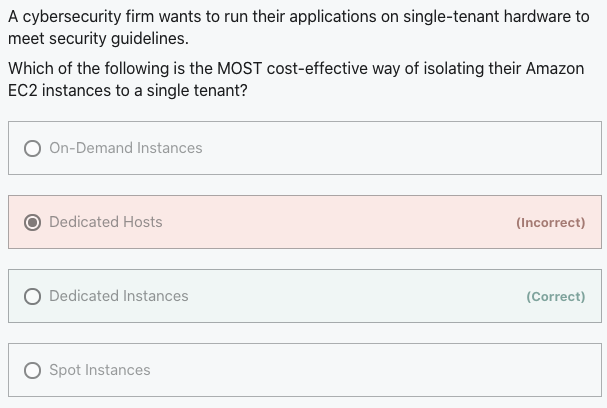 A cybersecurity firm wants to run their applications on single-tenant hardware to
meet security guidelines.
Which of the following is the MOST cost-effective way of isolating their Amazon
EC2 instances to a single tenant?
On-Demand Instances
Dedicated Hosts (Incorrect)
Dedicated Instances (Correct)
Spot Instances